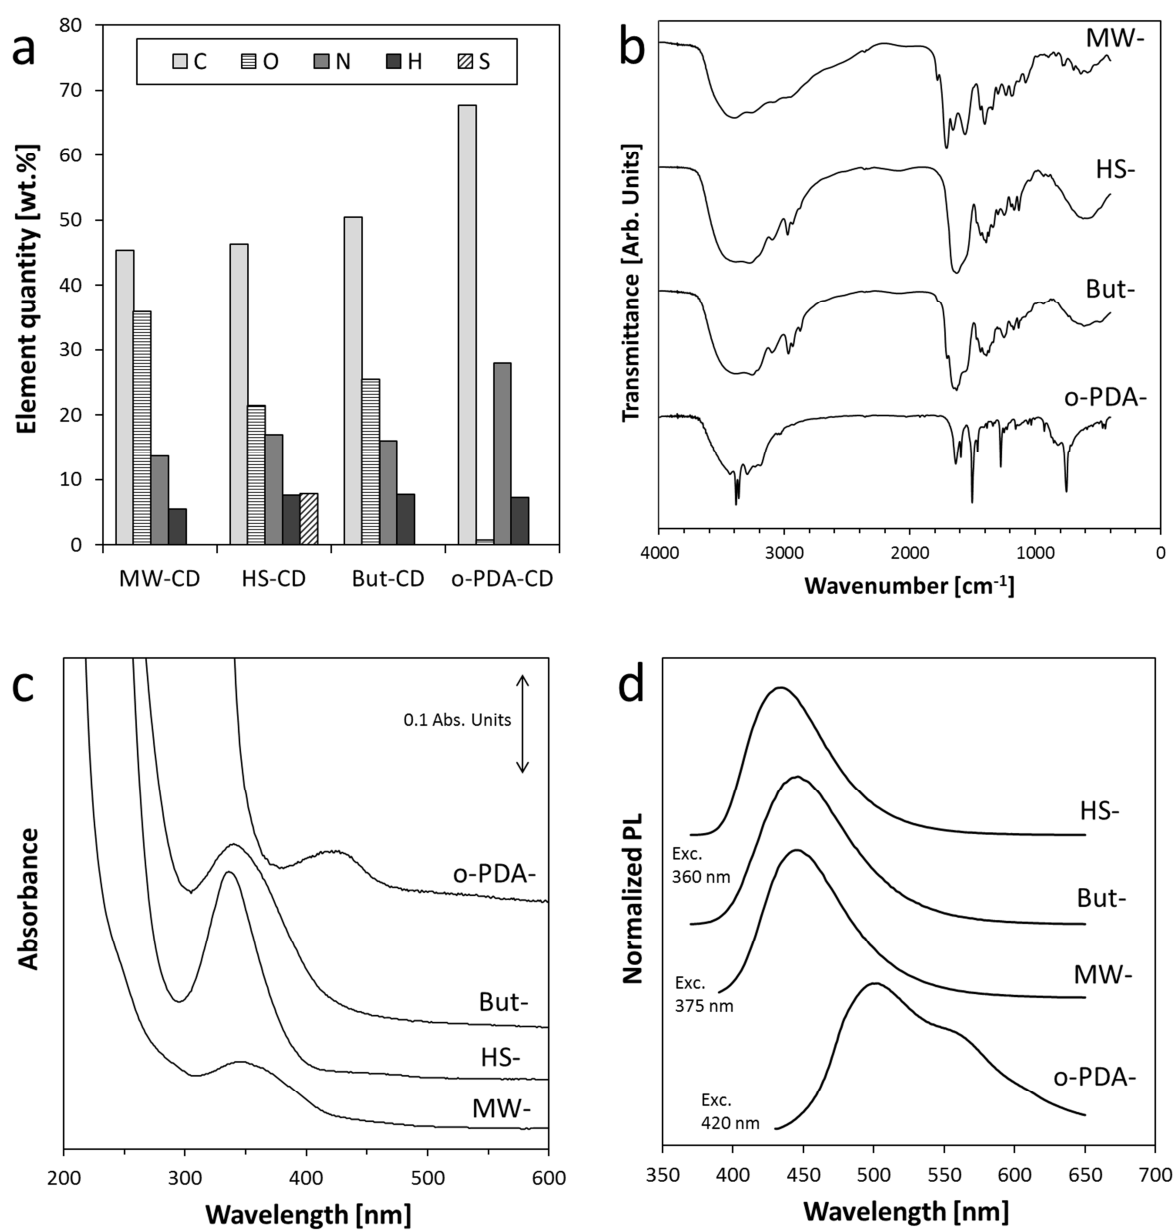 a
80
70
60
50
40
30
20
10
0
Element quantity [wt.%]
C O N H S
MW-CD HS-CD But-CD o-PDA-CD
b
MW-
HS-
But-
o-PDA-
Transmittance [Arb. Units]
4000 3000 2000 1000 0
Wavenumber [cm⁻¹]
c
0.1 Abs. Units
o-PDA-
But-
HS-
MW-
Absorbance
200 300 400 500 600
Wavelength [nm]
d
HS-
Exc.
360 nm
But-
MW-
Exc.
375 nm
o-PDA-
Exc.
420 nm
Normalized PL
350 400 450 500 550 600 650 700
Wavelength [nm]